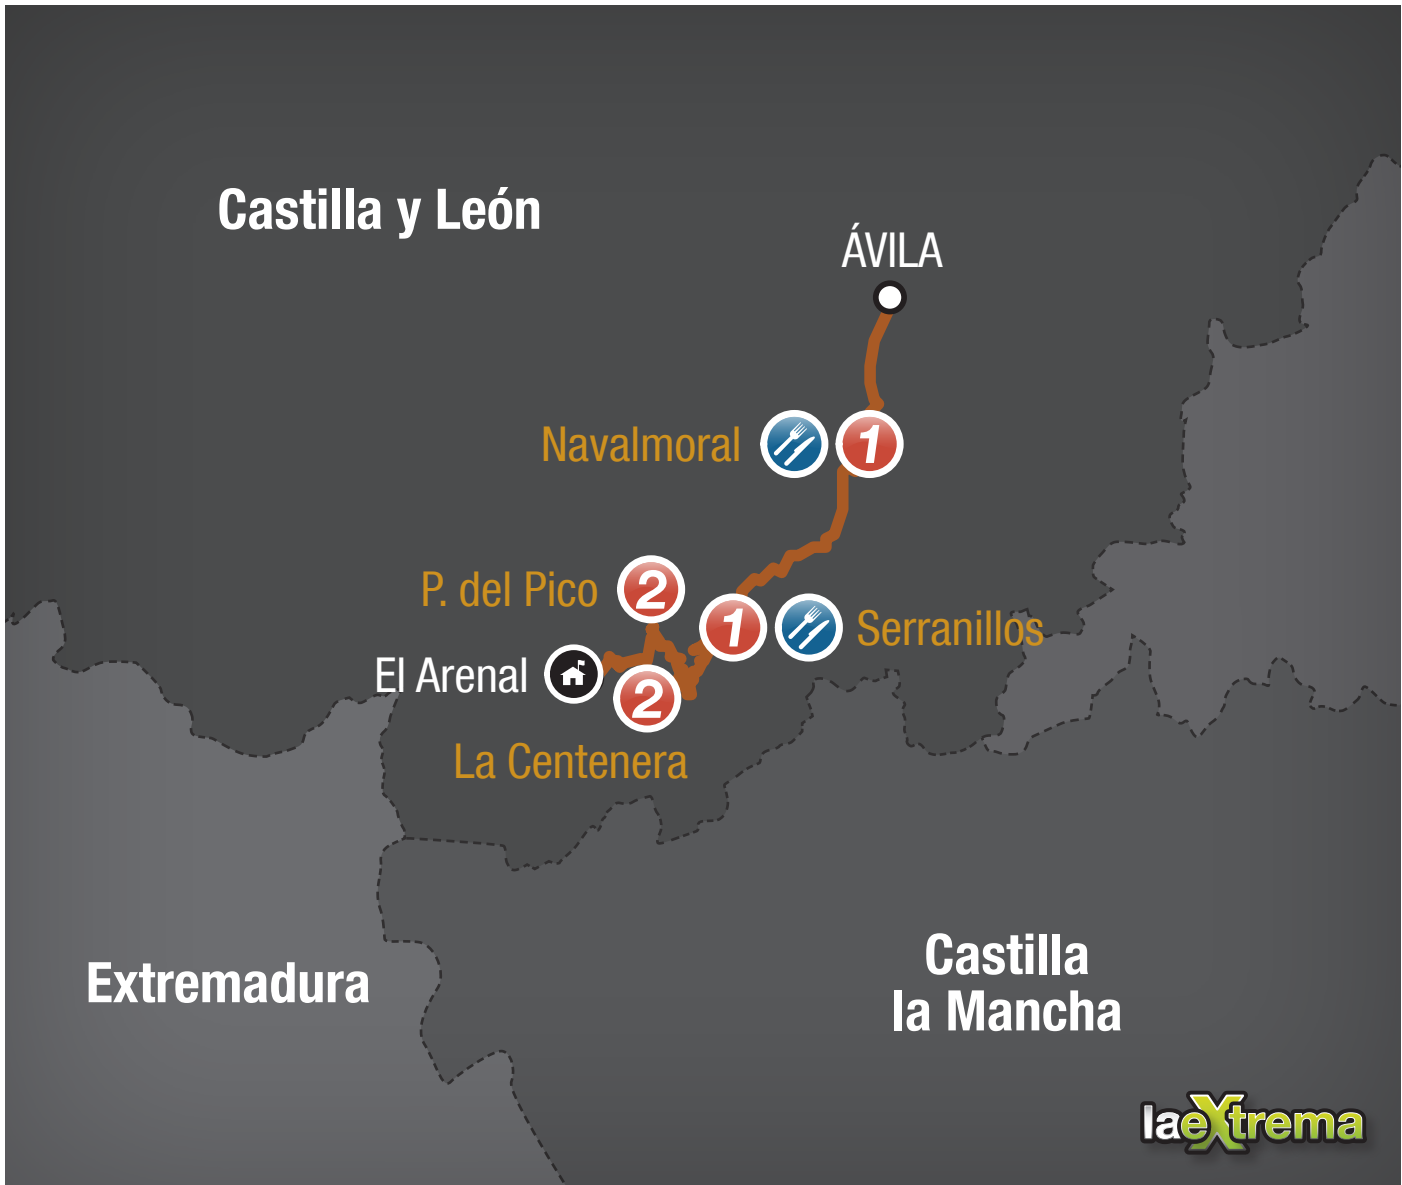 Castilla y León
ÁVILA
Navalmoral
1
P. del Pico
2
1
Serranillos
El Arenal
2
La Centenera
Extremadura
Castilla
la Mancha
laeXtrema